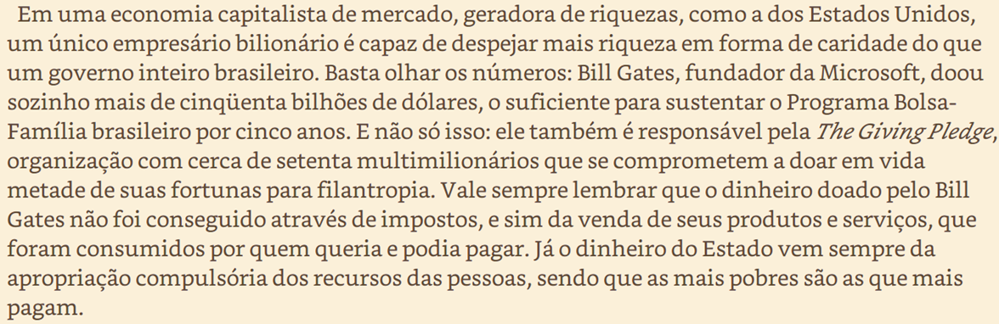 Em uma economia capitalista de mercado, geradora de riquezas, como a dos Estados Unidos,
um único empresário bilionário é capaz de despejar mais riqueza em forma de caridade do que
um governo inteiro brasileiro. Basta olhar os números: Bill Gates, fundador da Microsoft, doou
sozinho mais de cinqüenta bilhões de dólares, o suficiente para sustentar o Programa Bolsa-
Família brasileiro por cinco anos. E não só isso: ele também é responsável pela The Giving Pledge,
organização com cerca de setenta multimilionários que se comprometem a doar em vida
metade de suas fortunas para filantropia. Vale sempre lembrar que o dinheiro doado pelo Bill
Gates não foi conseguido através de impostos, e sim da venda de seus produtos e serviços, que
foram consumidos por quem queria e podia pagar. Já o dinheiro do Estado vem sempre da
apropriação compulsória dos recursos das pessoas, sendo que as mais pobres são as que mais
pagam.